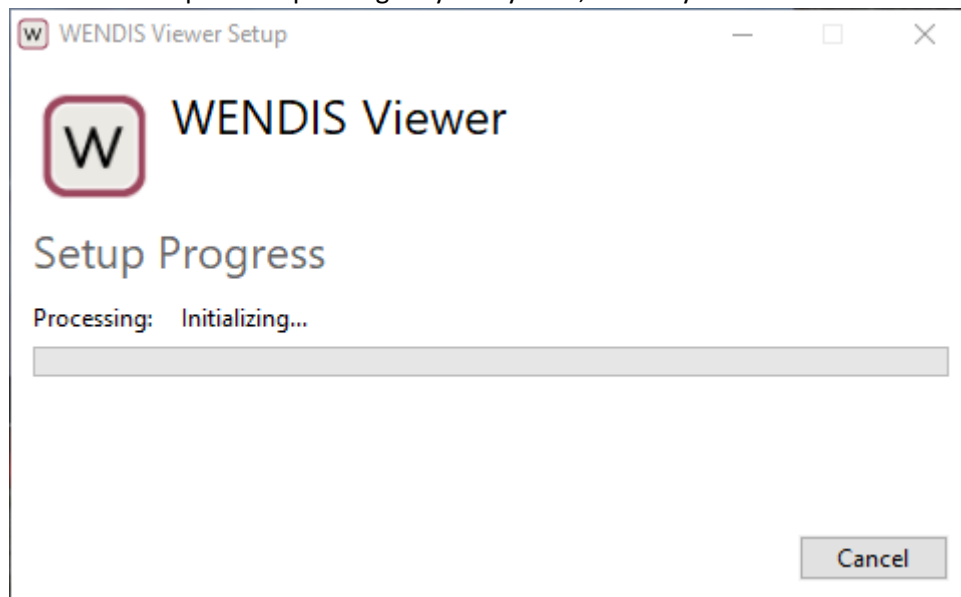 WENDIS Viewer Setup
W
WENDIS Viewer
Setup Progress
Processing: Initializing...
Cancel